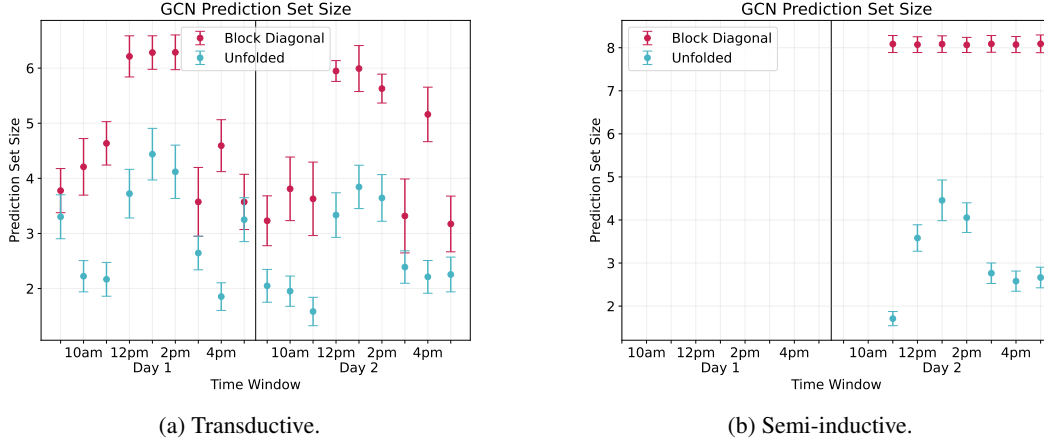 GCN Prediction Set Size
Block Diagonal
Unfolded
Prediction Set Size
6
5
4
3
2
10am 12pm 2pm 4pm 10am 12pm 2pm 4pm
Day 1 Day 2
Time Window
(a) Transductive.
GCN Prediction Set Size
Block Diagonal
Unfolded
Prediction Set Size
8
7
6
5
4
3
2
10am 12pm 2pm 4pm 10am 12pm 2pm 4pm
Day 1 Day 2
Time Window
(b) Semi-inductive.